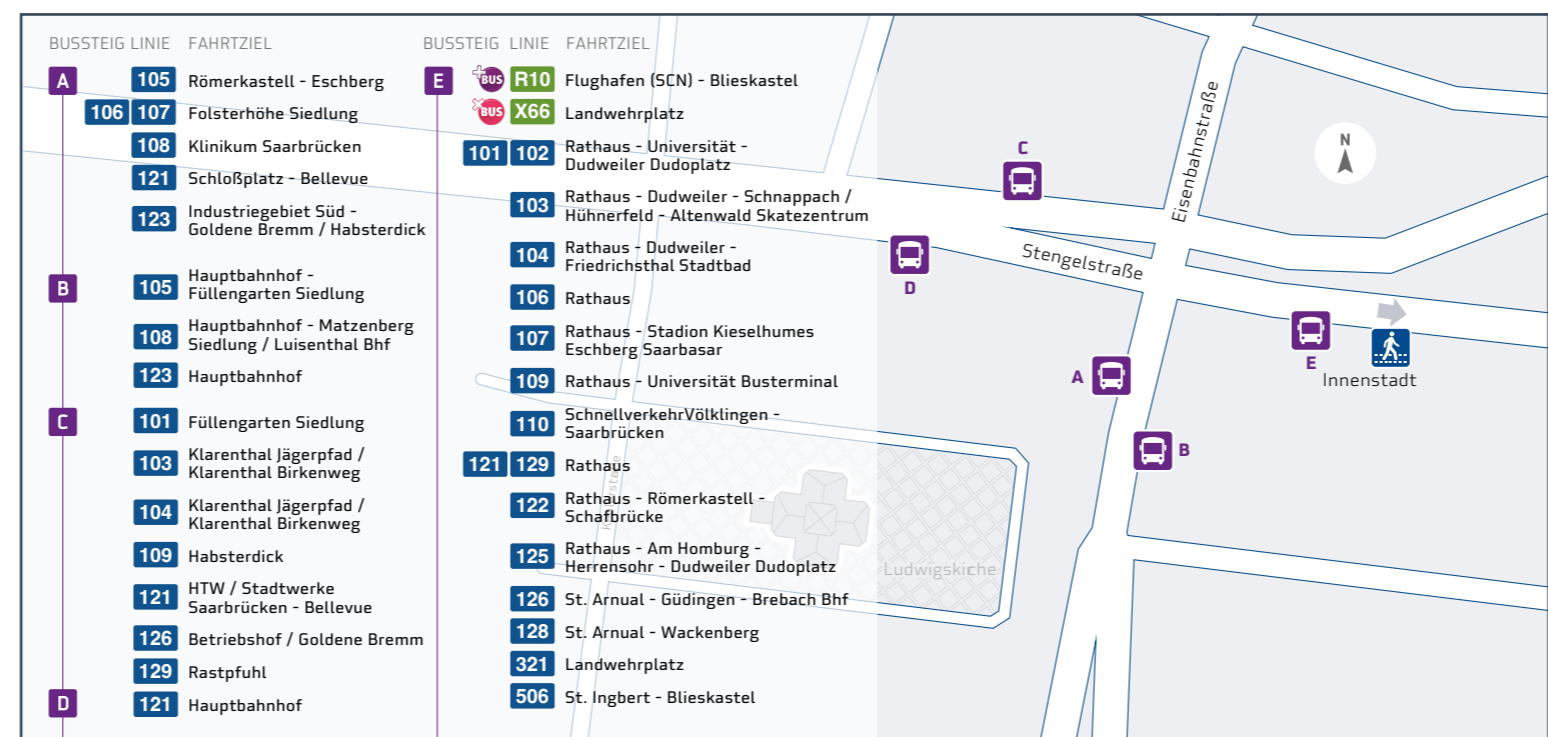 BUSSTEIG LINIE FAHRTZIEL
A 105 Römerkastell - Eschberg
106 107 Folsterhöhe Siedlung
108 Klinikum Saarbrücken
121 Schloßplatz - Bellevue
123 Industriegebiet Süd -
Goldene Bremm / Habsterdick
B 105 Hauptbahnhof -
Füllengarten Siedlung
108 Hauptbahnhof - Matzenberg
Siedlung / Luisenthal Bhf
123 Hauptbahnhof
C 101 Füllengarten Siedlung
103 Klarenthal Jägerpfad /
Klarenthal Birkenweg
104 Klarenthal Jägerpfad /
Klarenthal Birkenweg
109 Habsterdick
121 HTW / Stadtwerke
Saarbrücken - Bellevue
126 Betriebshof / Goldene Bremm
129 Rastpfuhl
D 121 Hauptbahnhof
BUSSTEIG LINIE FAHRTZIEL
E +BUS R10 Flughafen (SCN) - Blieskastel
BUS X66 Landwehrplatz
101 102 Rathaus - Universität -
Dudweiler Dudoplatz
103 Rathaus - Dudweiler - Schnappach /
Hühnerfeld - Altenwald Skatezentrum
104 Rathaus - Dudweiler -
Friedrichsthal Stadtbad
106 Rathaus
107 Rathaus - Stadion Kieselhumes
Eschberg Saarbasar
109 Rathaus - Universität Busterminal
110 SchnellverkehrVölklingen -
Saarbrücken
121 129 Rathaus
122 Rathaus - Römerkastell -
Schafbrücke
125 Rathaus - Am Homburg -
Herrensohr - Dudweiler Dudoplatz
126 St. Arnual - Güdingen - Brebach Bhf
128 St. Arnual - Wackenberg
321 Landwehrplatz
506 St. Ingbert - Blieskastel
Eisenbahnstraße
N
C
Stengelstraße
D
E
Innenstadt
A
B
Ludwigskirche